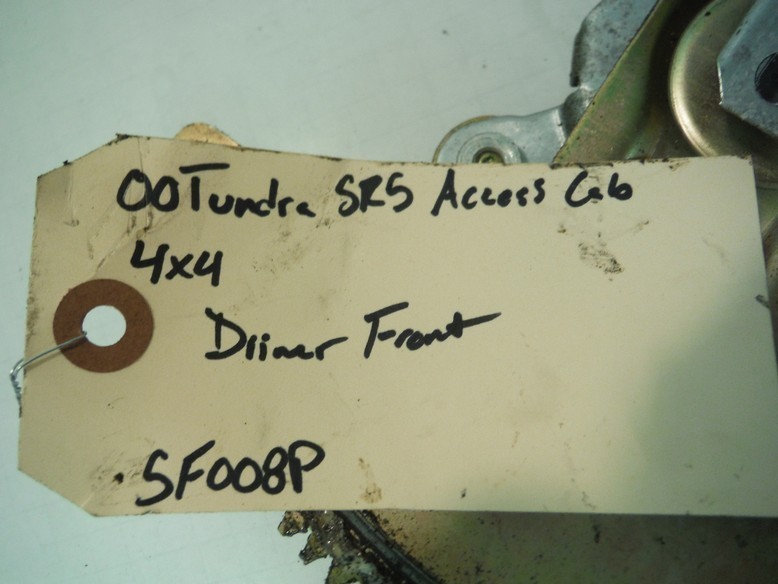 00 Tundra SR5 Access Cab
4x4
Driver Front
SF008P